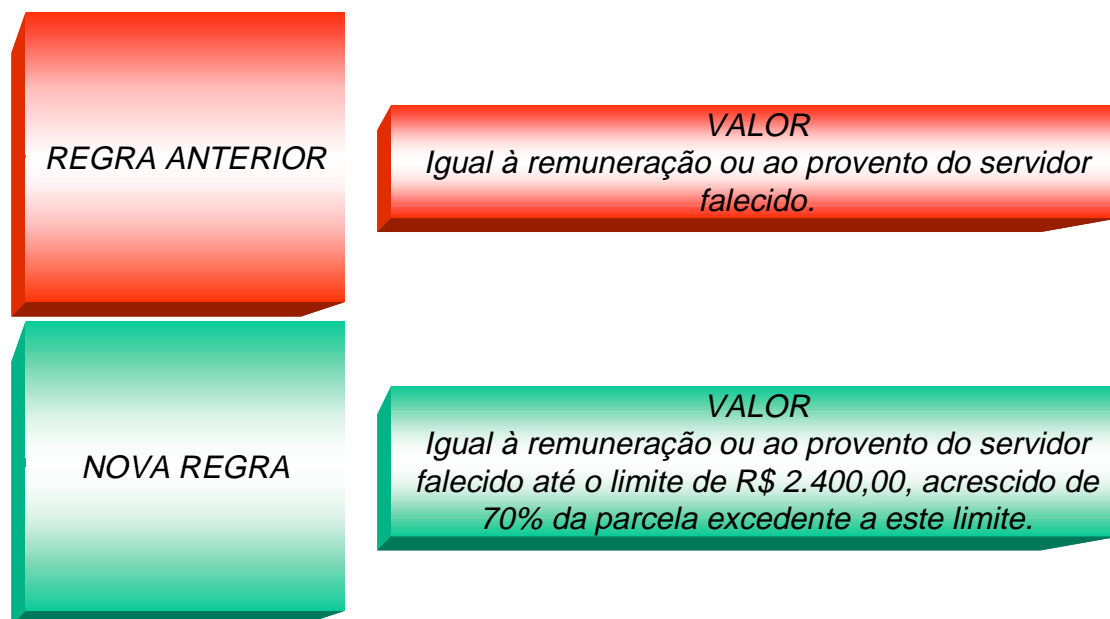 REGRA ANTERIOR
VALOR
Igual à remuneração ou ao provento do servidor
falecido.
NOVA REGRA
VALOR
Igual à remuneração ou ao provento do servidor
falecido até o limite de R$ 2.400,00, acrescido de
70% da parcela excedente a este limite.